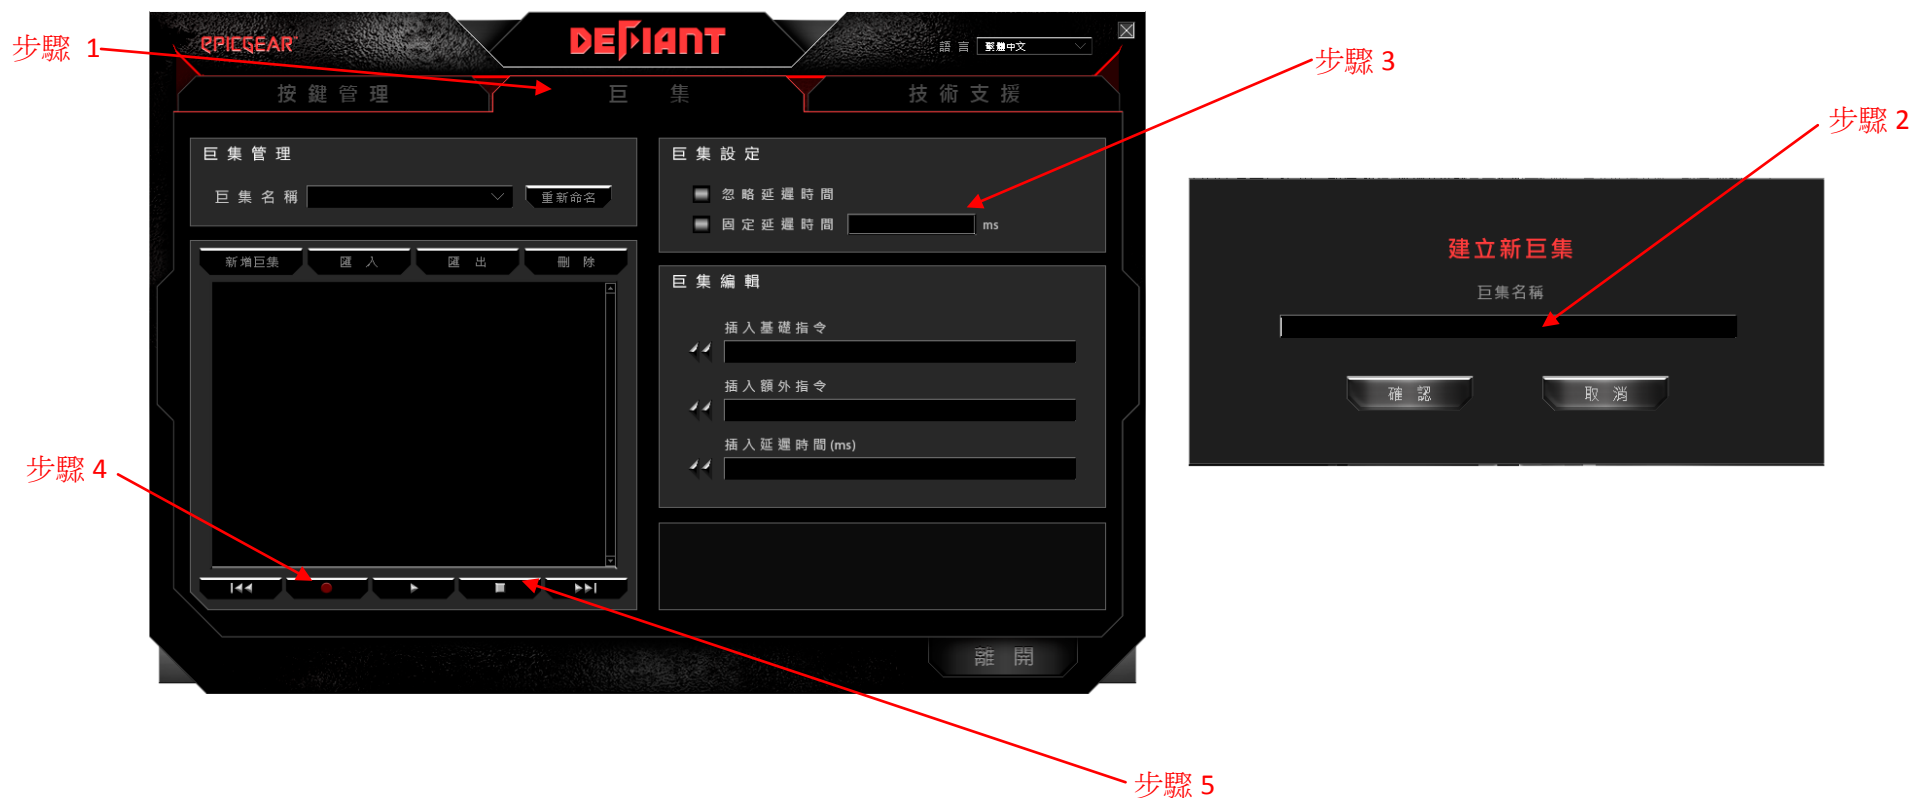 步驟 1
EPICGEAR
DEFIANT
語言 繁體中文
步驟 3
步驟 2
按鍵管理
巨集
技術支援
巨集管理
巨集名稱
重新命名
新增巨集
匯入
匯出
刪除
巨集設定
忽略延遲時間
固定延遲時間 ms
巨集編輯
插入基礎指令
插入額外指令
插入延遲時間(ms)
建立新巨集
巨集名稱
確認
取消
步驟 4
離開
步驟 5